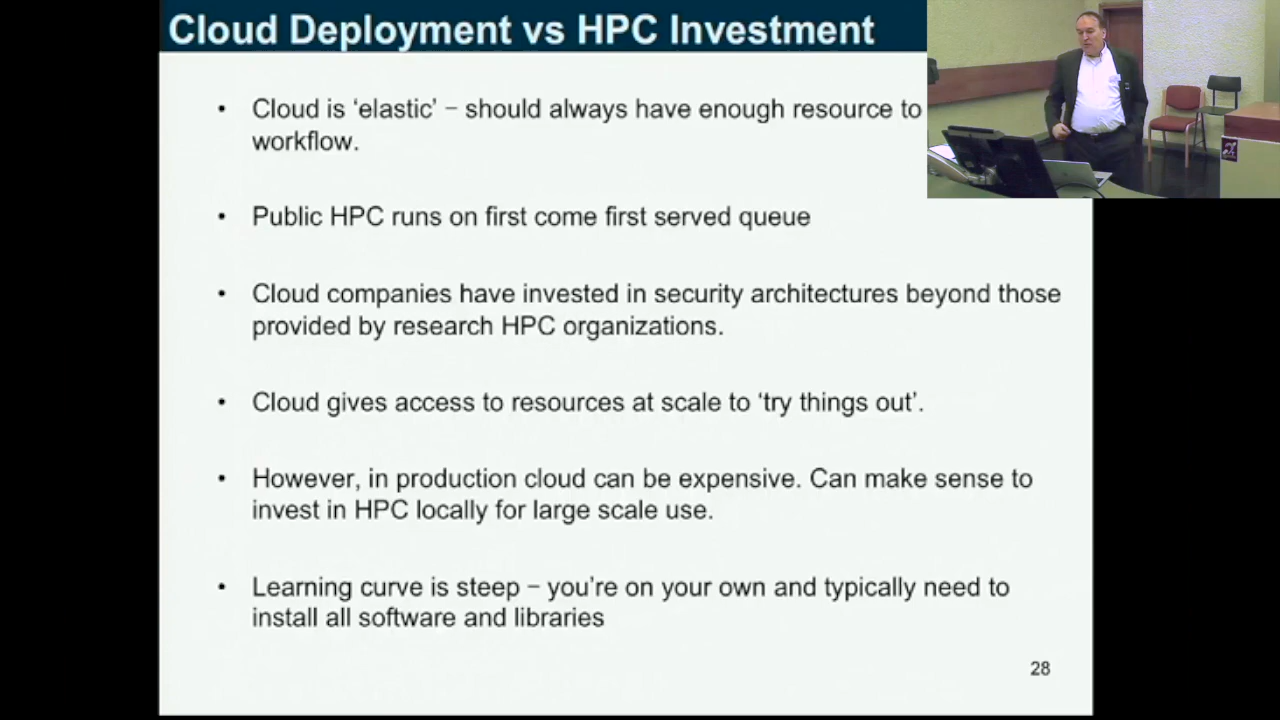 Cloud Deployment vs HPC Investment
• Cloud is ‘elastic’ – should always have enough resource to
workflow.
• Public HPC runs on first come first served queue
• Cloud companies have invested in security architectures beyond those
provided by research HPC organizations.
• Cloud gives access to resources at scale to ‘try things out’.
• However, in production cloud can be expensive. Can make sense to
invest in HPC locally for large scale use.
• Learning curve is steep – you’re on your own and typically need to
install all software and libraries
28